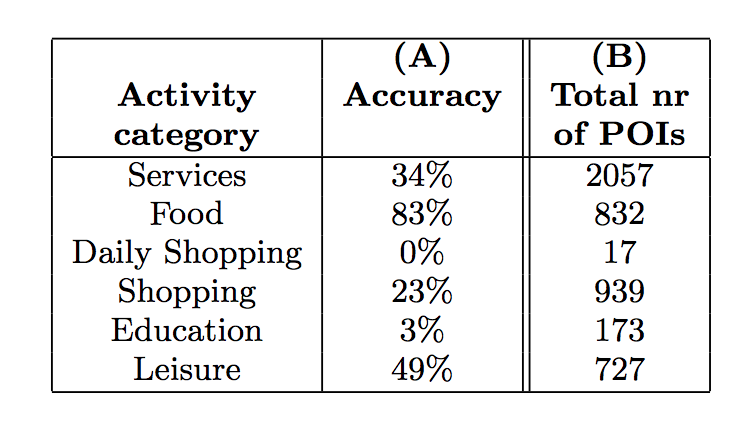 (A) (B)
Activity Accuracy Total nr
category of POIs
Services 34% 2057
Food 83% 832
Daily Shopping 0% 17
Shopping 23% 939
Education 3% 173
Leisure 49% 727